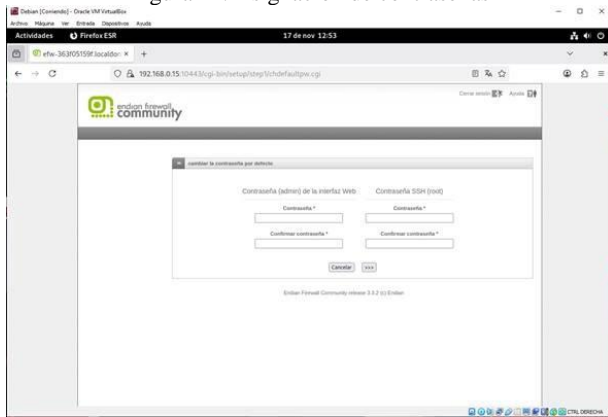 Debian [Corriendo] - Oracle VM VirtualBox
Archivo Máquina Ver Entrada Dispositivos Ayuda
Actividades Firefox ESR 17 de nov 12:53
efw-363f05159f.localdor
192.168.0.15:10443/cgi-bin/setup/step1/chdefaultpw.cgi
Cerrar sesión Ayuda
endian firewall
community
cambiar la contraseña por defecto
Contraseña (admin) de la interfaz Web Contraseña SSH (root)
Contraseña * Contraseña *
Confirmar contraseña * Confirmar contraseña *
Cancelar >>>
Endian Firewall Community release 3.3.2 (c) Endian
CTRL DERECHA